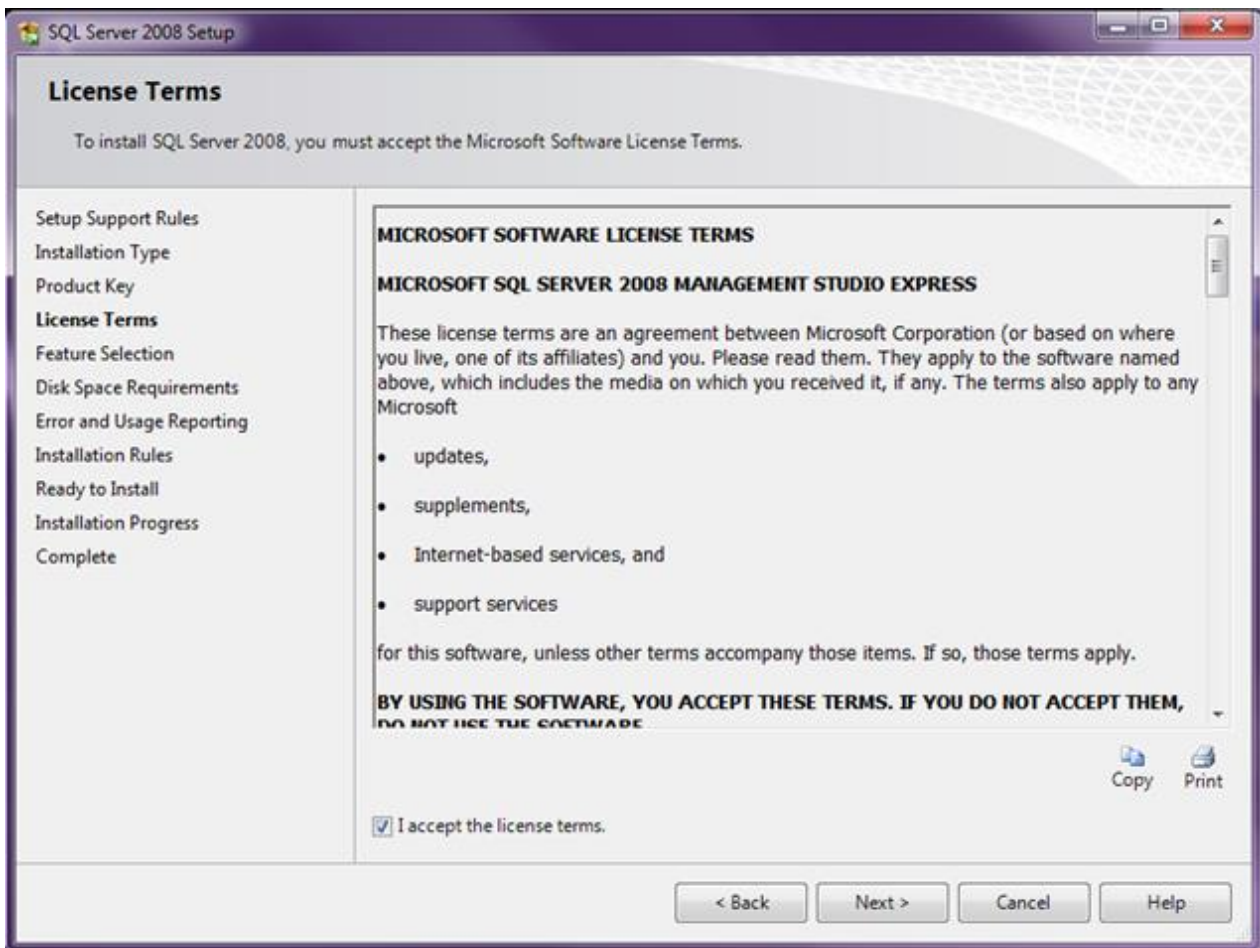 SQL Server 2008 Setup
License Terms
To install SQL Server 2008, you must accept the Microsoft Software License Terms.
Setup Support Rules
Installation Type
Product Key
License Terms
Feature Selection
Disk Space Requirements
Error and Usage Reporting
Installation Rules
Ready to Install
Installation Progress
Complete
MICROSOFT SOFTWARE LICENSE TERMS
MICROSOFT SQL SERVER 2008 MANAGEMENT STUDIO EXPRESS
These license terms are an agreement between Microsoft Corporation (or based on where
you live, one of its affiliates) and you. Please read them. They apply to the software named
above, which includes the media on which you received it, if any. The terms also apply to any
Microsoft
• updates,
• supplements,
• Internet-based services, and
• support services
for this software, unless other terms accompany those items. If so, those terms apply.
BY USING THE SOFTWARE, YOU ACCEPT THESE TERMS. IF YOU DO NOT ACCEPT THEM,
DO NOT USE THE SOFTWARE
Copy
Print
I accept the license terms.
< Back
Next >
Cancel
Help